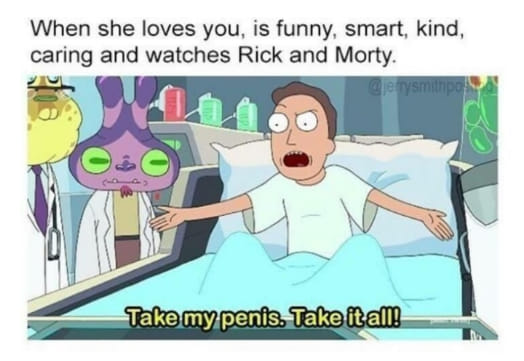 When she loves you, is funny, smart, kind,
caring and watches Rick and Morty.
Take my penis. Take it all!